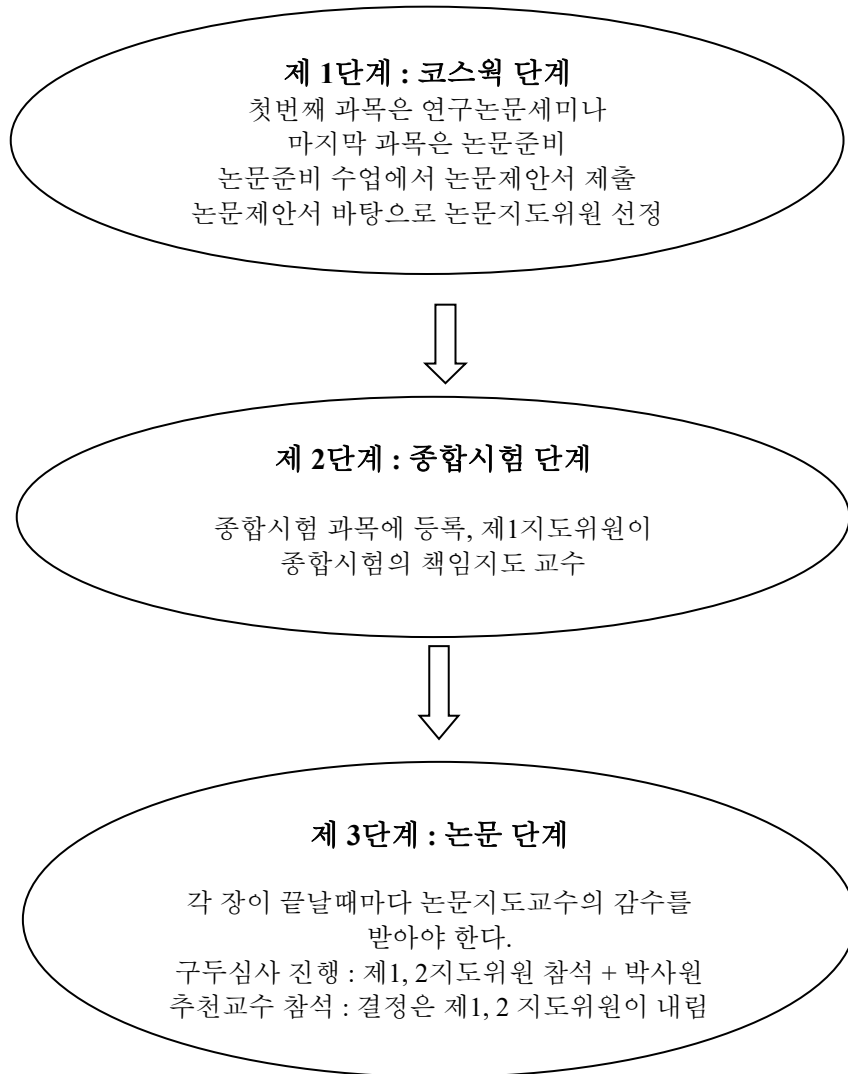 제 1단계 : 코스웍 단계
첫번째 과목은 연구논문세미나
마지막 과목은 논문준비
논문준비 수업에서 논문제안서 제출
논문제안서 바탕으로 논문지도위원 선정
제 2단계 : 종합시험 단계
종합시험 과목에 등록, 제1지도위원이
종합시험의 책임지도 교수
제 3단계 : 논문 단계
각 장이 끝날때마다 논문지도교수의 감수를
받아야 한다.
구두심사 진행 : 제1, 2지도위원 참석 + 박사원
추천교수 참석 : 결정은 제1, 2 지도위원이 내림